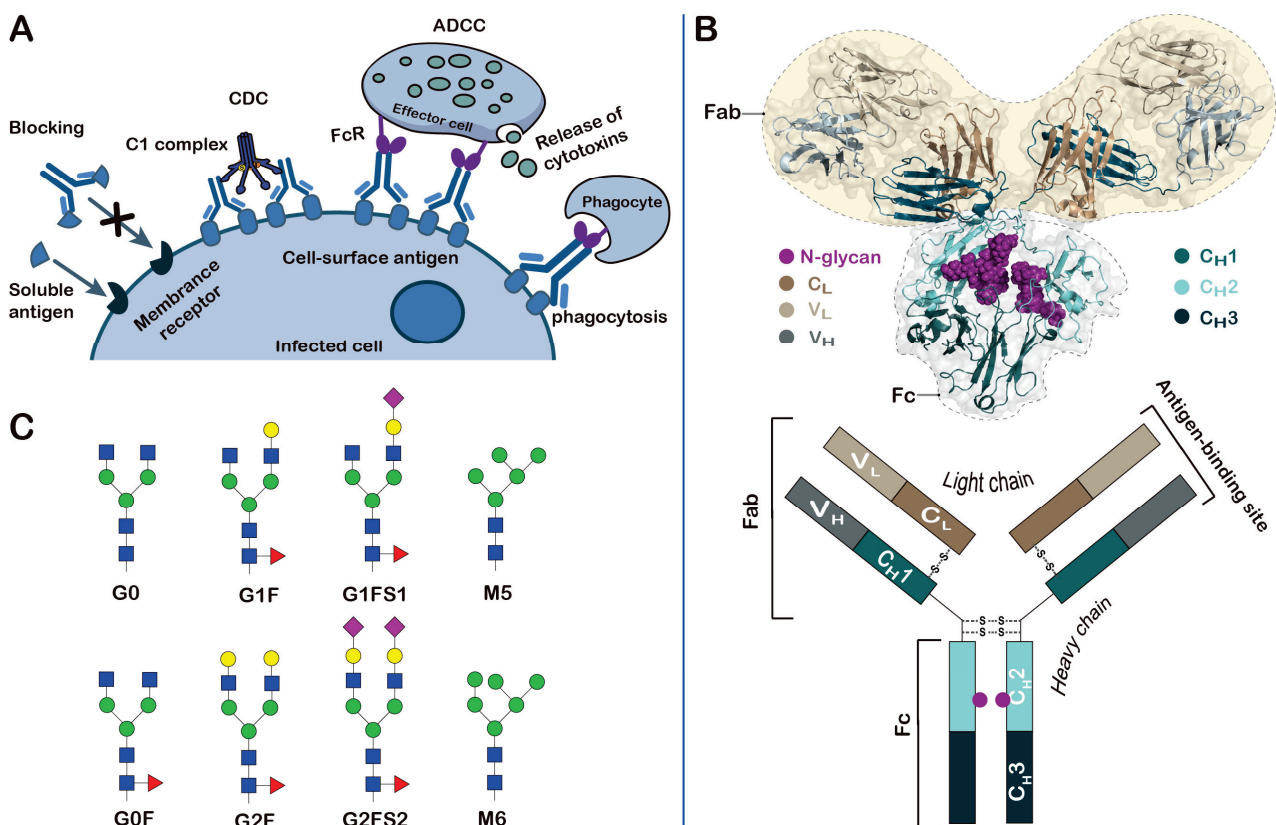 A
ADCC
CDC
Effector cell
Blocking
C1 complex
FcR
Release of
cytotoxins
Phagocyte
Cell-surface antigen
Soluble
antigen
Membrance
receptor
phagocytosis
Infected cell
B
Fab
N-glycan
CL
VL
VH
CH1
CH2
CH3
Fc
Antigen-binding site
Light chain
Fab
VL
CL
VH
CH1
S
S
S
S
S S
S S
Heavy chain
Fc
CH2
CH3
C
G0
G1F
G1FS1
M5
G0F
G2F
G2FS2
M6